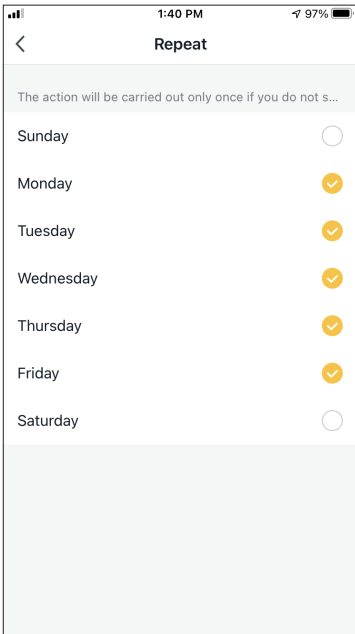 1:40 PM
97%
Repeat
The action will be carried out only once if you do not s...
Sunday
Monday
Tuesday
Wednesday
Thursday
Friday
Saturday